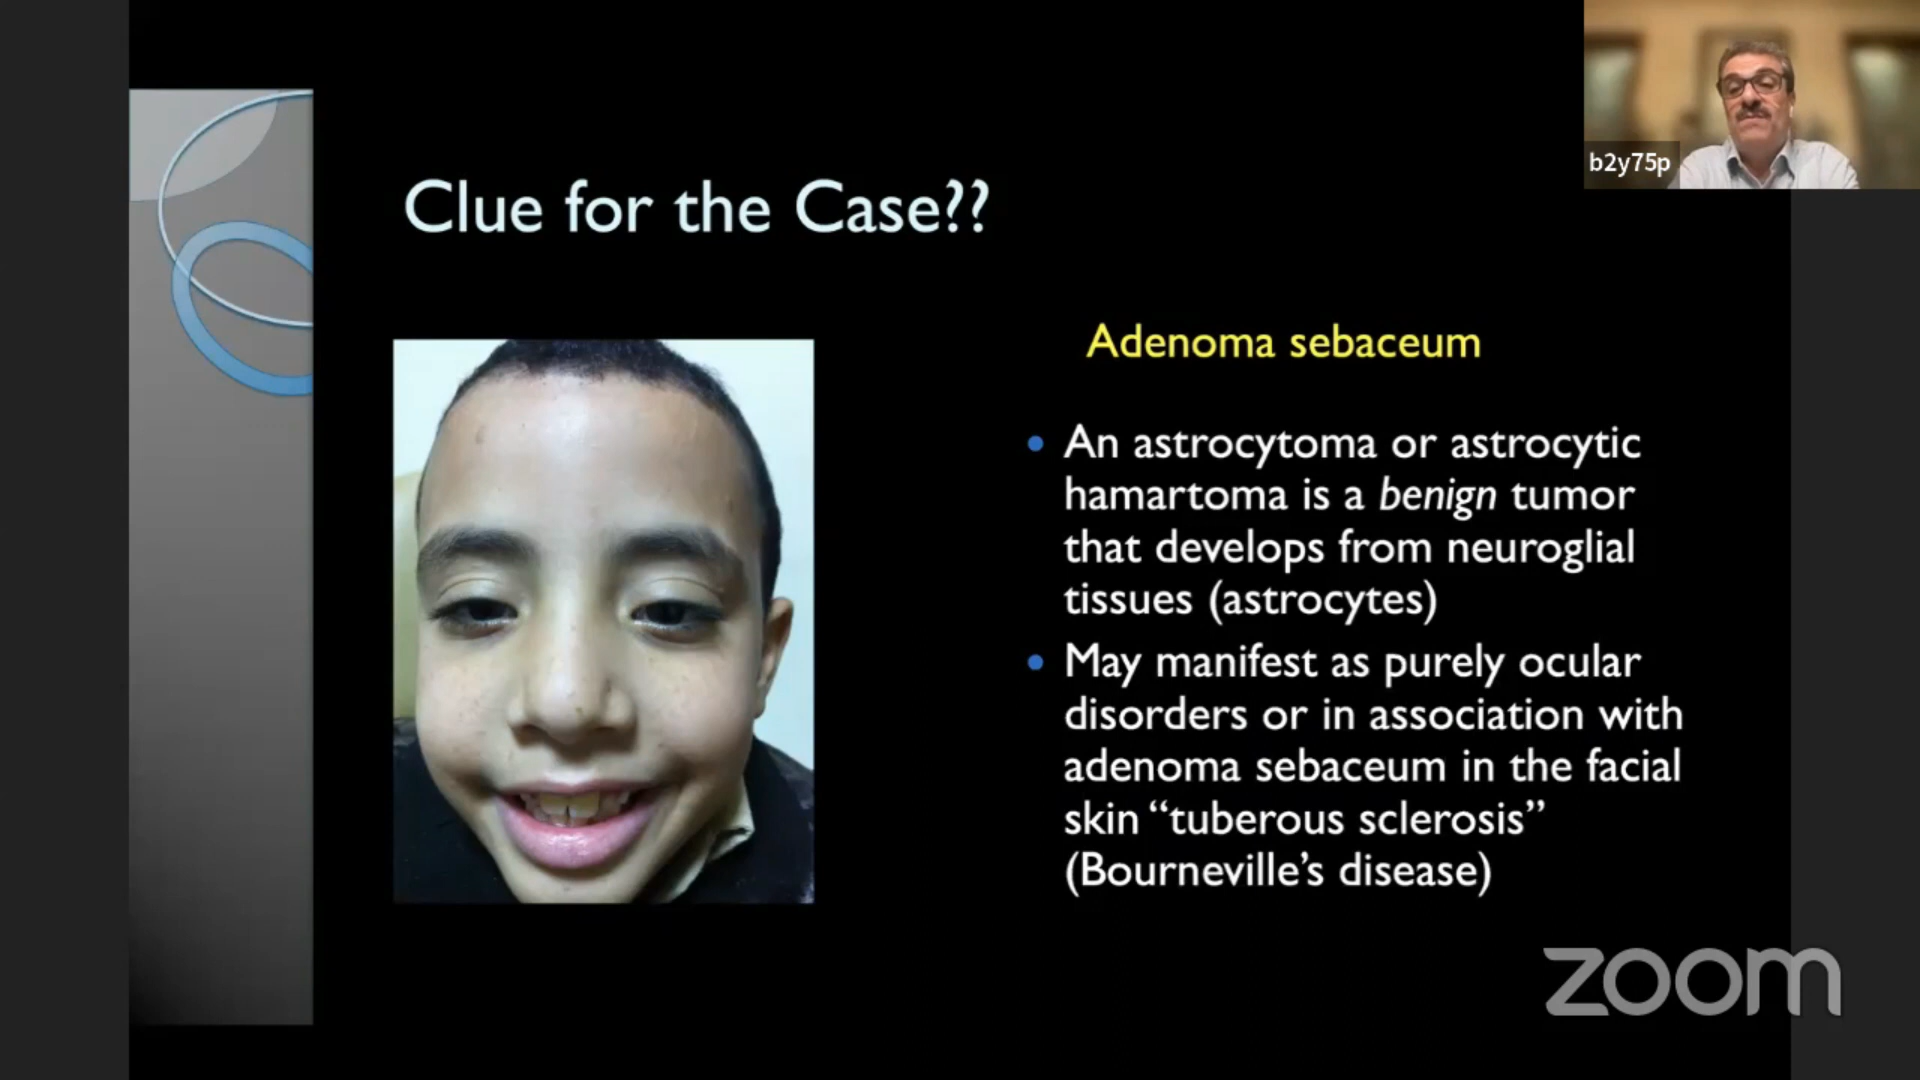 b2y75p
Clue for the Case??
Adenoma sebaceum
An astrocytoma or astrocytic
hamartoma is a benign tumor
that develops from neuroglial
tissues (astrocytes)
May manifest as purely ocular
disorders or in association with
adenoma sebaceum in the facial
skin “tuberous sclerosis”
(Bourneville’s disease)
zoom